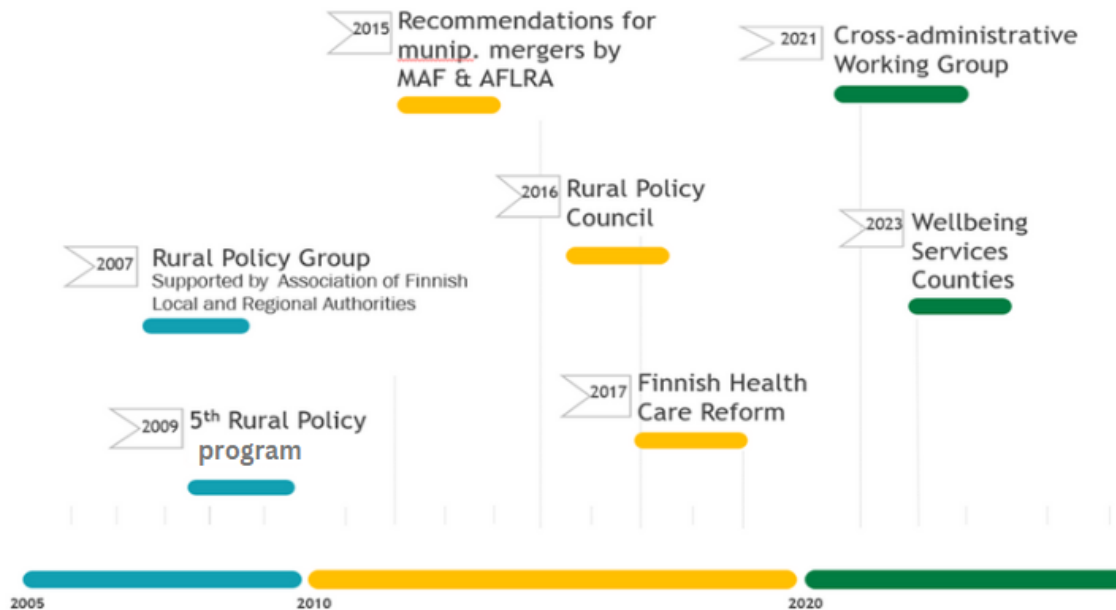 2015
Recommendations for
munip. mergers by
MAF & AFLRA
2021
Cross-administrative
Working Group
2016
Rural Policy
Council
2023
Wellbeing
Services
Counties
2007
Rural Policy Group
Supported by Association of Finnish
Local and Regional Authorities
2017
Finnish Health
Care Reform
2009
5th Rural Policy
program
2005
2010
2020